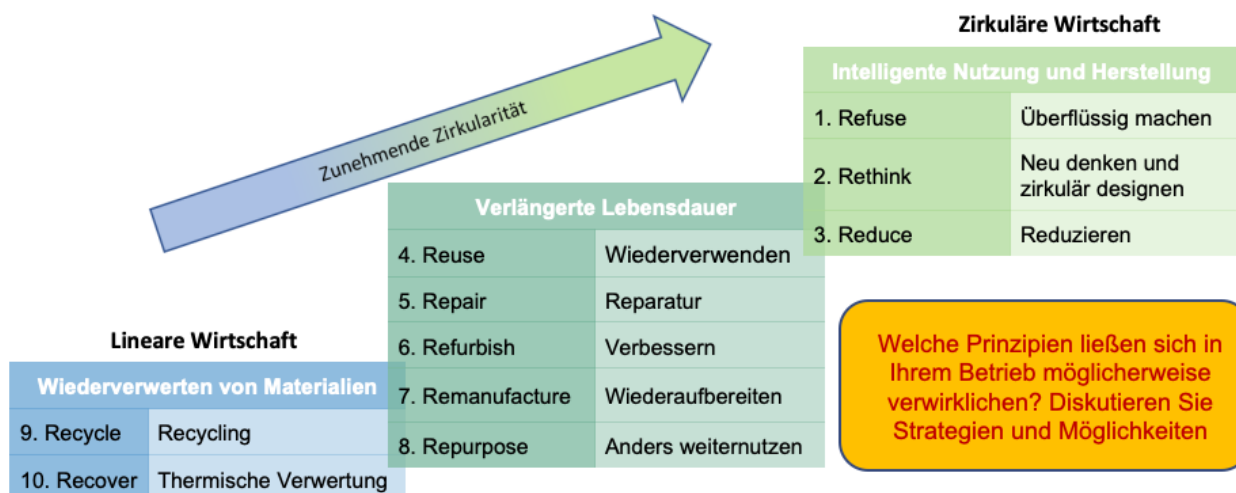 Zirkuläre Wirtschaft
Intelligente Nutzung und Herstellung
1. Refuse Überflüssig machen
2. Rethink Neu denken und
zirkulär designen
3. Reduce Reduzieren
Zunehmende Zirkularität
Verlängerte Lebensdauer
4. Reuse Wiederverwenden
5. Repair Reparatur
6. Refurbish Verbessern
7. Remanufacture Wiederaufbereiten
8. Repurpose Anders weiternutzen
Lineare Wirtschaft
Wiederverwerten von Materialien
9. Recycle Recycling
10. Recover Thermische Verwertung
Welche Prinzipien ließen sich in
Ihrem Betrieb möglicherweise
verwirklichen? Diskutieren Sie
Strategien und Möglichkeiten